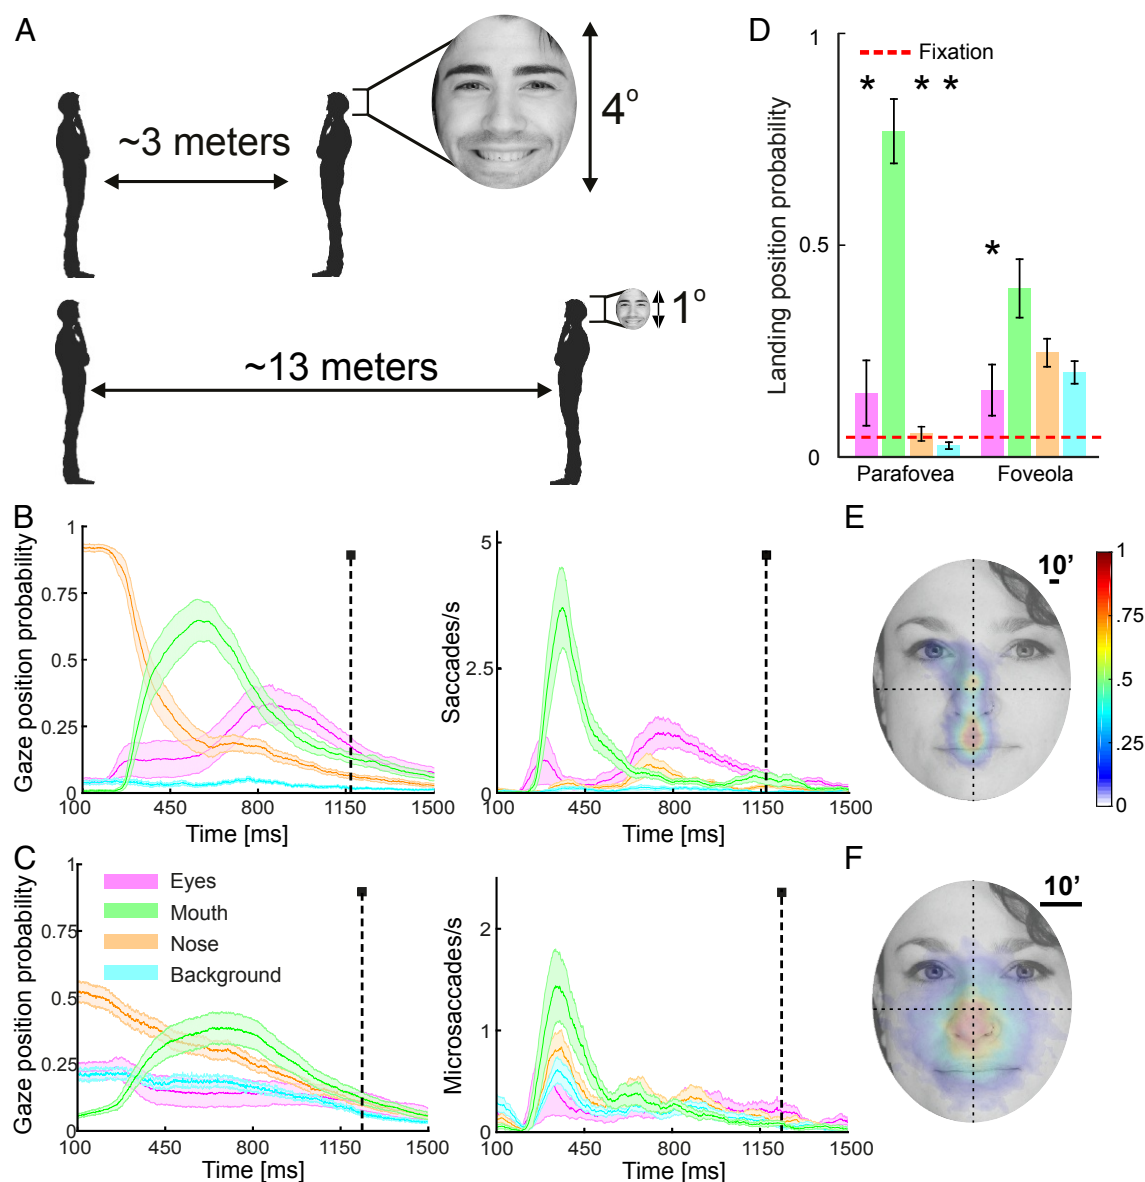 A
~3 meters
4°
1°
~13 meters
D
Landing position probability
1
0.5
0
Fixation
*
*
*
*
Parafovea
Foveola
B
Gaze position probability
1
0.75
0.5
0.25
0
100
450
800
1150
1500
Time [ms]
Saccades/s
5
2.5
0
100
450
800
1150
1500
Time [ms]
E
10'
1
.75
.5
.25
0
C
Gaze position probability
1
0.75
0.5
0.25
0
Eyes
Mouth
Nose
Background
100
450
800
1150
1500
Time [ms]
Microsaccades/s
2
1
0
100
450
800
1150
1500
Time [ms]
F
10'